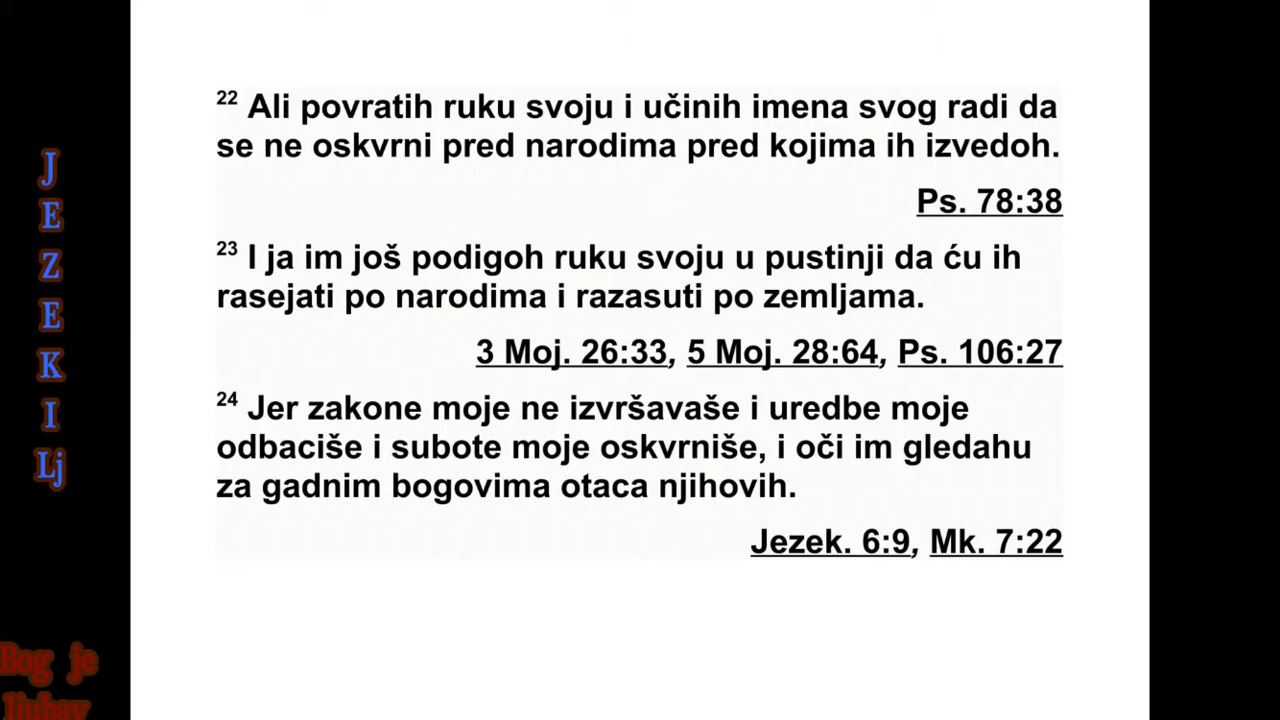 J
E
Z
E
K
I
Lj
22 Ali povratih ruku svoju i učinih imena svog radi da
se ne oskvrni pred narodima pred kojima ih izvedoh.
Ps. 78:38
23 I ja im još podigoh ruku svoju u pustinji da ću ih
rasejati po narodima i razasuti po zemljama.
3 Moj. 26:33, 5 Moj. 28:64, Ps. 106:27
24 Jer zakone moje ne izvršavaše i uredbe moje
odbaciše i subote moje oskvrniše, i oči im gledahu
za gadnim bogovima otaca njihovih.
Jezek. 6:9, Mk. 7:22
Bog je
ljubav